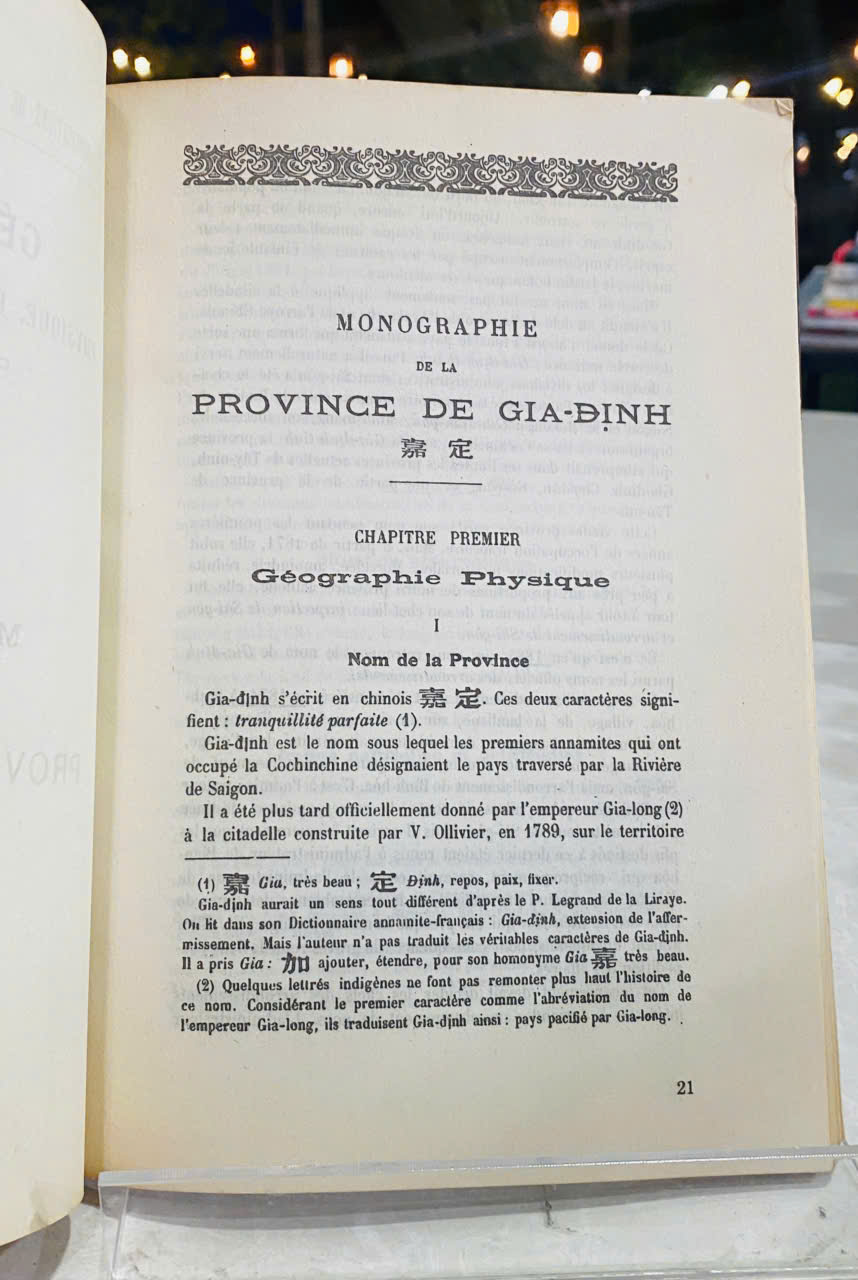 MONOGRAPHIE
DE LA
PROVINCE DE GIA-ĐỊNH
嘉 定
CHAPITRE PREMIER
Géographie Physique
I
Nom de la Province
Gia-định s'écrit en chinois 嘉 定. Ces deux caractères signi-
fient : tranquillité parfaite (1).
Gia-định est le nom sous lequel les premiers annamites qui ont
occupé la Cochinchine désignaient le pays traversé par la Rivière
de Saigon.
Il a été plus tard officiellement donné par l'empereur Gia-long (2)
à la citadelle construite par V. Ollivier, en 1789, sur le territoire
(1) 嘉 Gia, très beau ; 定 Định, repos, paix, fixer.
Gia-định aurait un sens tout différent d'après le P. Legrand de la Liraye.
On lit dans son Dictionnaire annamite-français : Gia-định, extension de l'affer-
missement. Mais l'auteur n'a pas traduit les véritables caractères de Gia-định.
Il a pris Gia : 加 ajouter, étendre, pour son homonyme Gia 嘉 très beau.
(2) Quelques lettrés indigènes ne font pas remonter plus haut l'histoire de
ce nom. Considérant le premier caractère comme l'abréviation du nom de
l'empereur Gia-long, ils traduisent Gia-định ainsi : pays pacifié par Gia-long.
21
GÉ
M
PROV